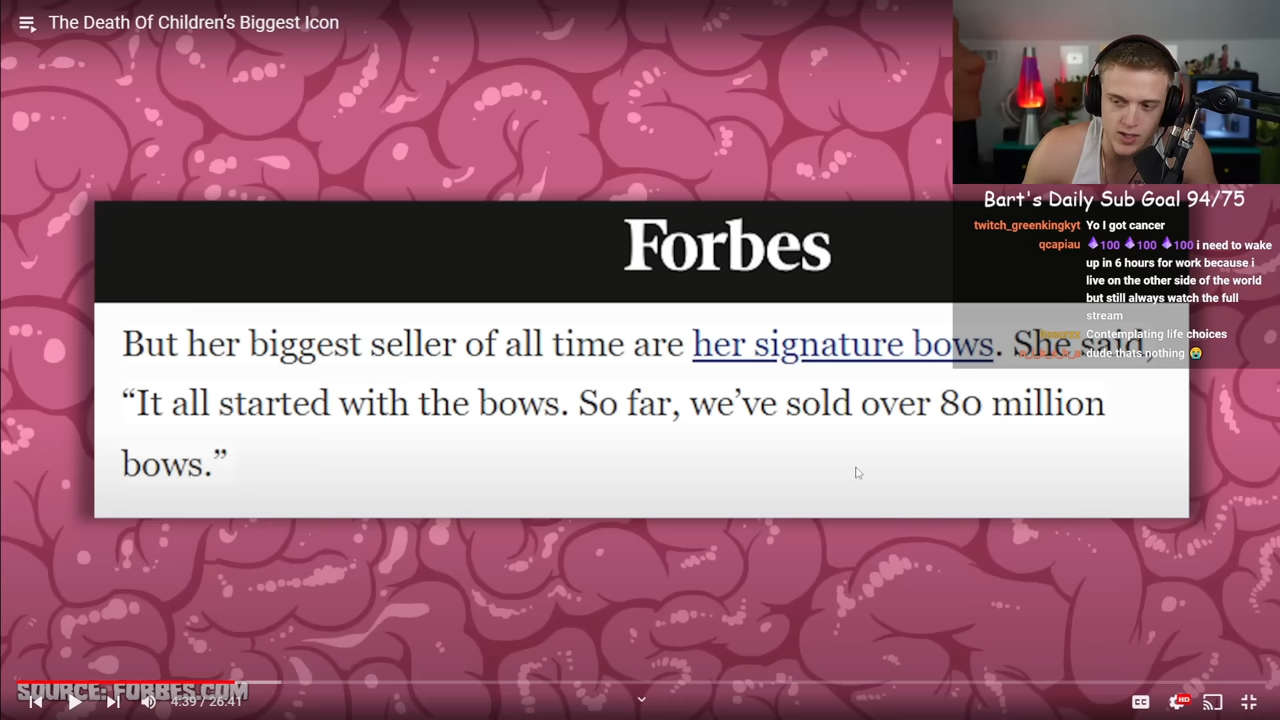 The Death Of Children's Biggest Icon
Bart's Daily Sub Goal 94/75
twitch_greenkingkyt Yo I got cancer
qcapiau 100 100 100 i need to wake
up in 6 hours for work because i
live on the other side of the world
but still always watch the full
stream
Contemplating life choices
dude thats nothing 😭
Forbes
But her biggest seller of all time are her signature bows. She said,
“It all started with the bows. So far, we’ve sold over 80 million
bows.”
SOURCE: FORBES.COM
4:39 / 26:41
CC
HD